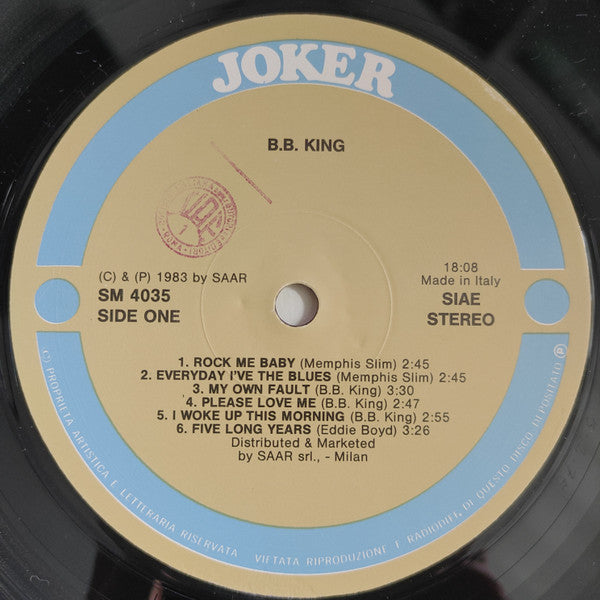 JOKER
B.B. KING
(C) & (P) 1983 by SAAR
SM 4035
SIDE ONE
18:08
Made in Italy
SIAE
STEREO
1. ROCK ME BABY (Memphis Slim) 2:45
2. EVERYDAY I'VE THE BLUES (Memphis Slim) 2:45
3. MY OWN FAULT (B.B. King) 3:30
4. PLEASE LOVE ME (B.B. King) 2:47
5. I WOKE UP THIS MORNING (B.B. King) 2:55
6. FIVE LONG YEARS (Eddie Boyd) 3:26
Distributed & Marketed
by SAAR srl., - Milan
(C) PROPRIETA ARTISTICA E LETTERARIA RISERVATA VIETATA RIPRODUZIONE E RADIODIFF. DI QUESTO DISCO DEPOSITATO (P)